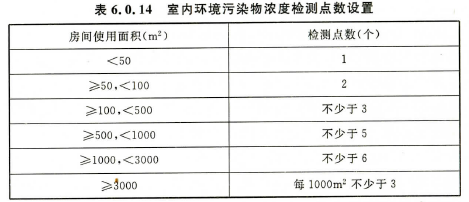 表 6.0.14 室内环境污染物浓度检测点数设置
房间使用面积(m²) 检测点数(个)
<50 1
≥50,<100 2
≥100,<500 不少于 3
≥500,<1000 不少于 5
≥1000,<3000 不少于 6
≥3000 每 1000m² 不少于 3